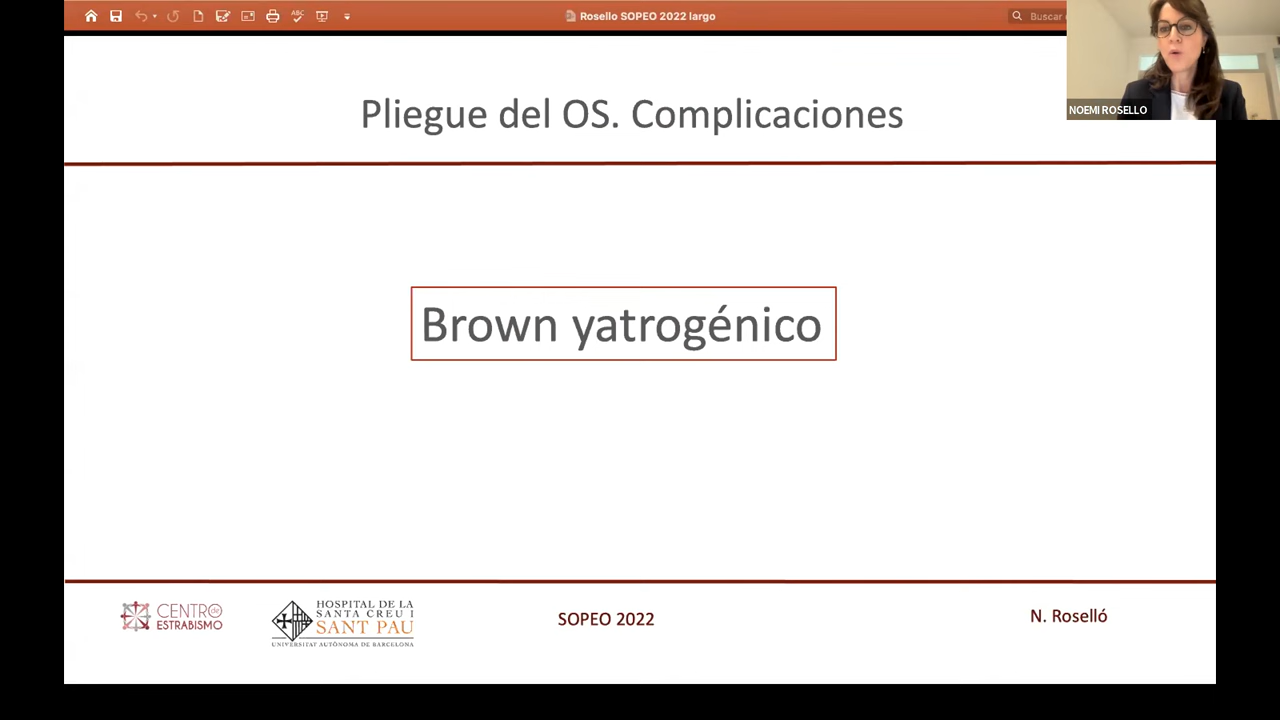 Rosello SOPEO 2022 largo
Buscar
NOEMI ROSELLO
Pliegue del OS. Complicaciones
Brown yatrogénico
CENTRO de
ESTRABISMO
HOSPITAL DE LA
SANTA CREU I
SANT PAU
UNIVERSITAT AUTÒNOMA DE BARCELONA
SOPEO 2022
N. Roselló